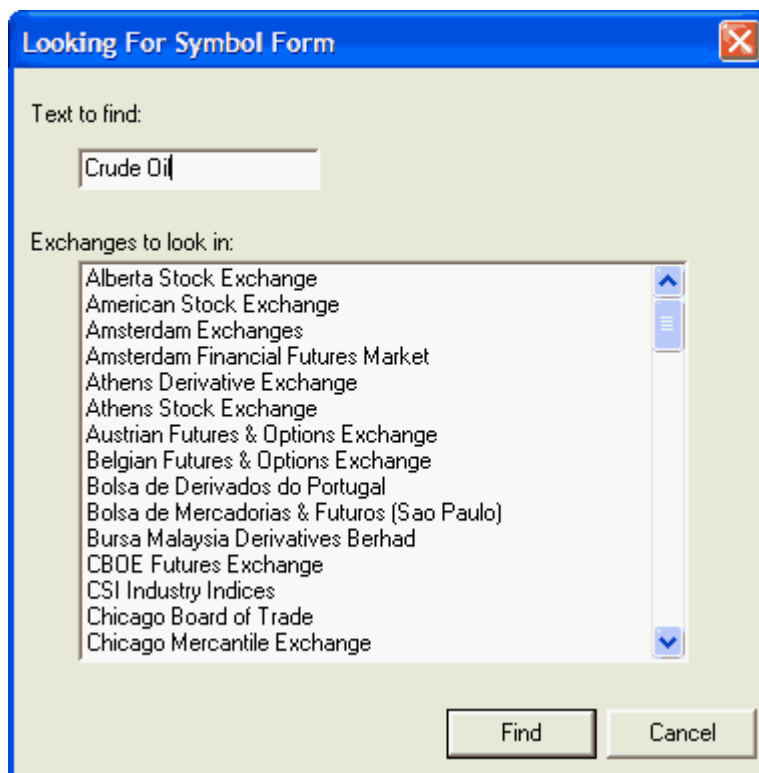 Looking For Symbol Form
Text to find:
Crude Oil
Exchanges to look in:
Alberta Stock Exchange
American Stock Exchange
Amsterdam Exchanges
Amsterdam Financial Futures Market
Athens Derivative Exchange
Athens Stock Exchange
Austrian Futures & Options Exchange
Belgian Futures & Options Exchange
Bolsa de Derivados do Portugal
Bolsa de Mercadorias & Futuros (Sao Paulo)
Bursa Malaysia Derivatives Berhad
CBOE Futures Exchange
CSI Industry Indices
Chicago Board of Trade
Chicago Mercantile Exchange
Find Cancel